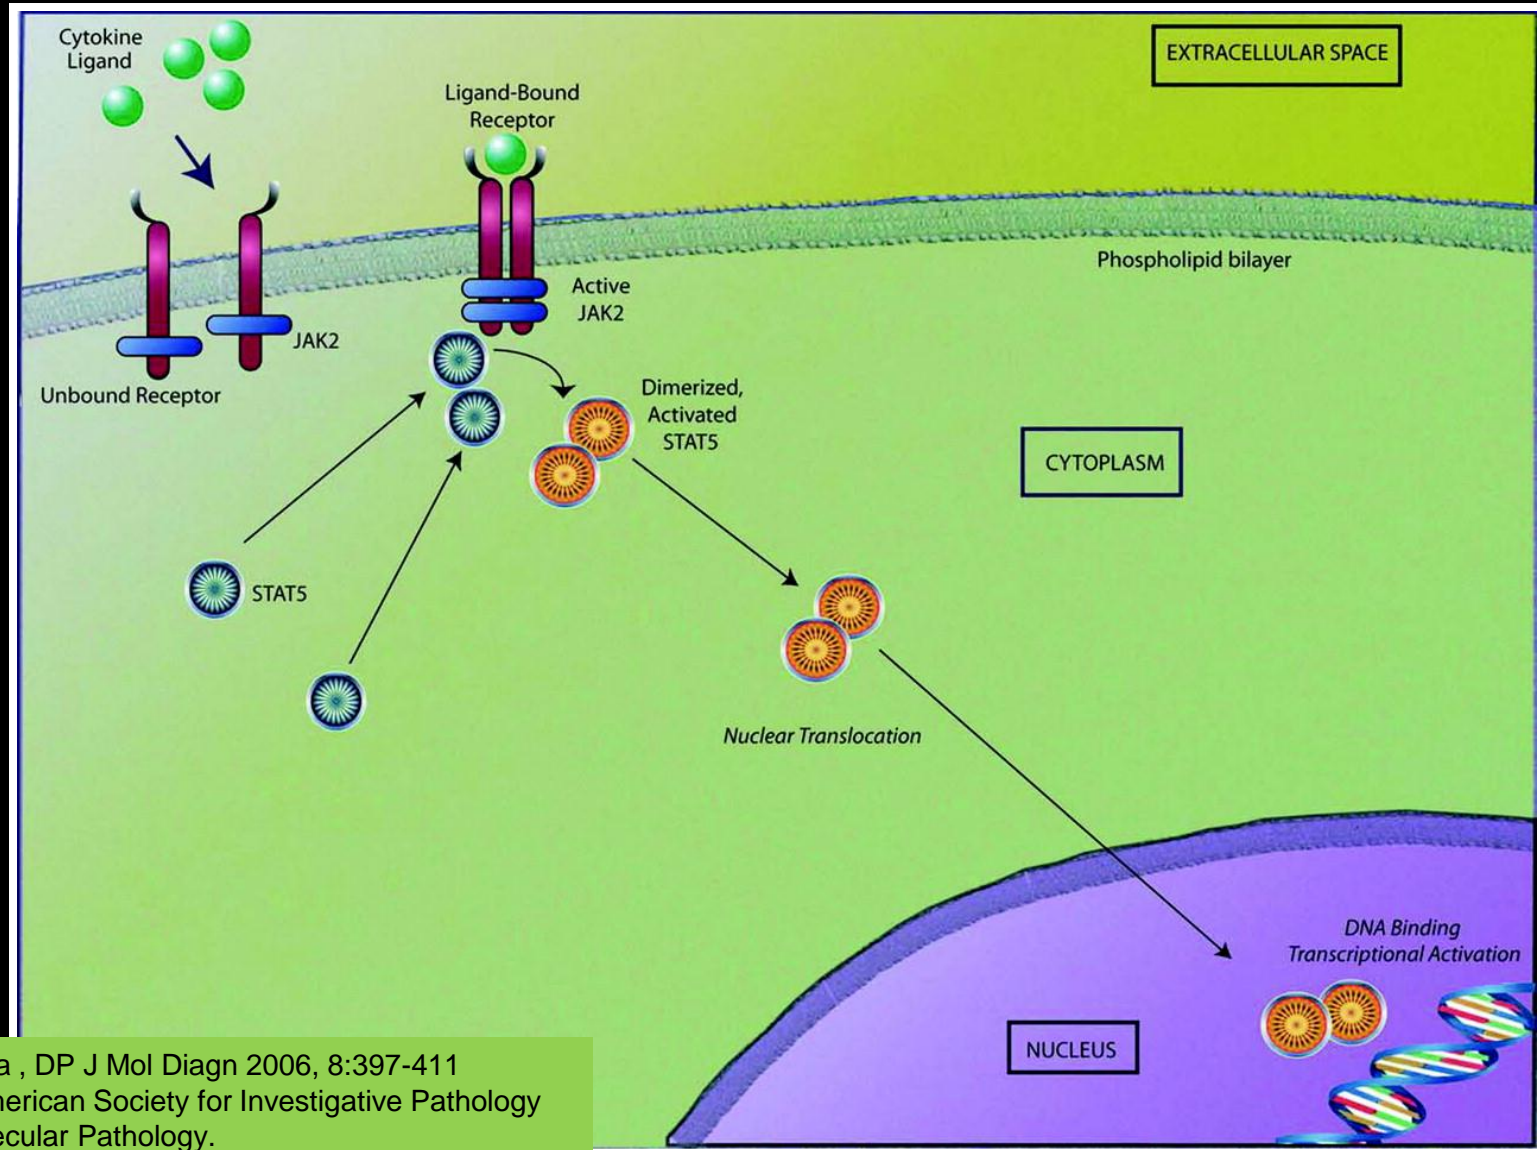 Cytokine
Ligand
EXTRACELLULAR SPACE
Ligand-Bound
Receptor
Phospholipid bilayer
Active
JAK2
JAK2
Unbound Receptor
Dimerized,
Activated
STAT5
CYTOPLASM
STAT5
Nuclear Translocation
DNA Binding
Transcriptional Activation
NUCLEUS
, DP J Mol Diagn 2006, 8:397-411
Society for Investigative Pathology
Pathology.